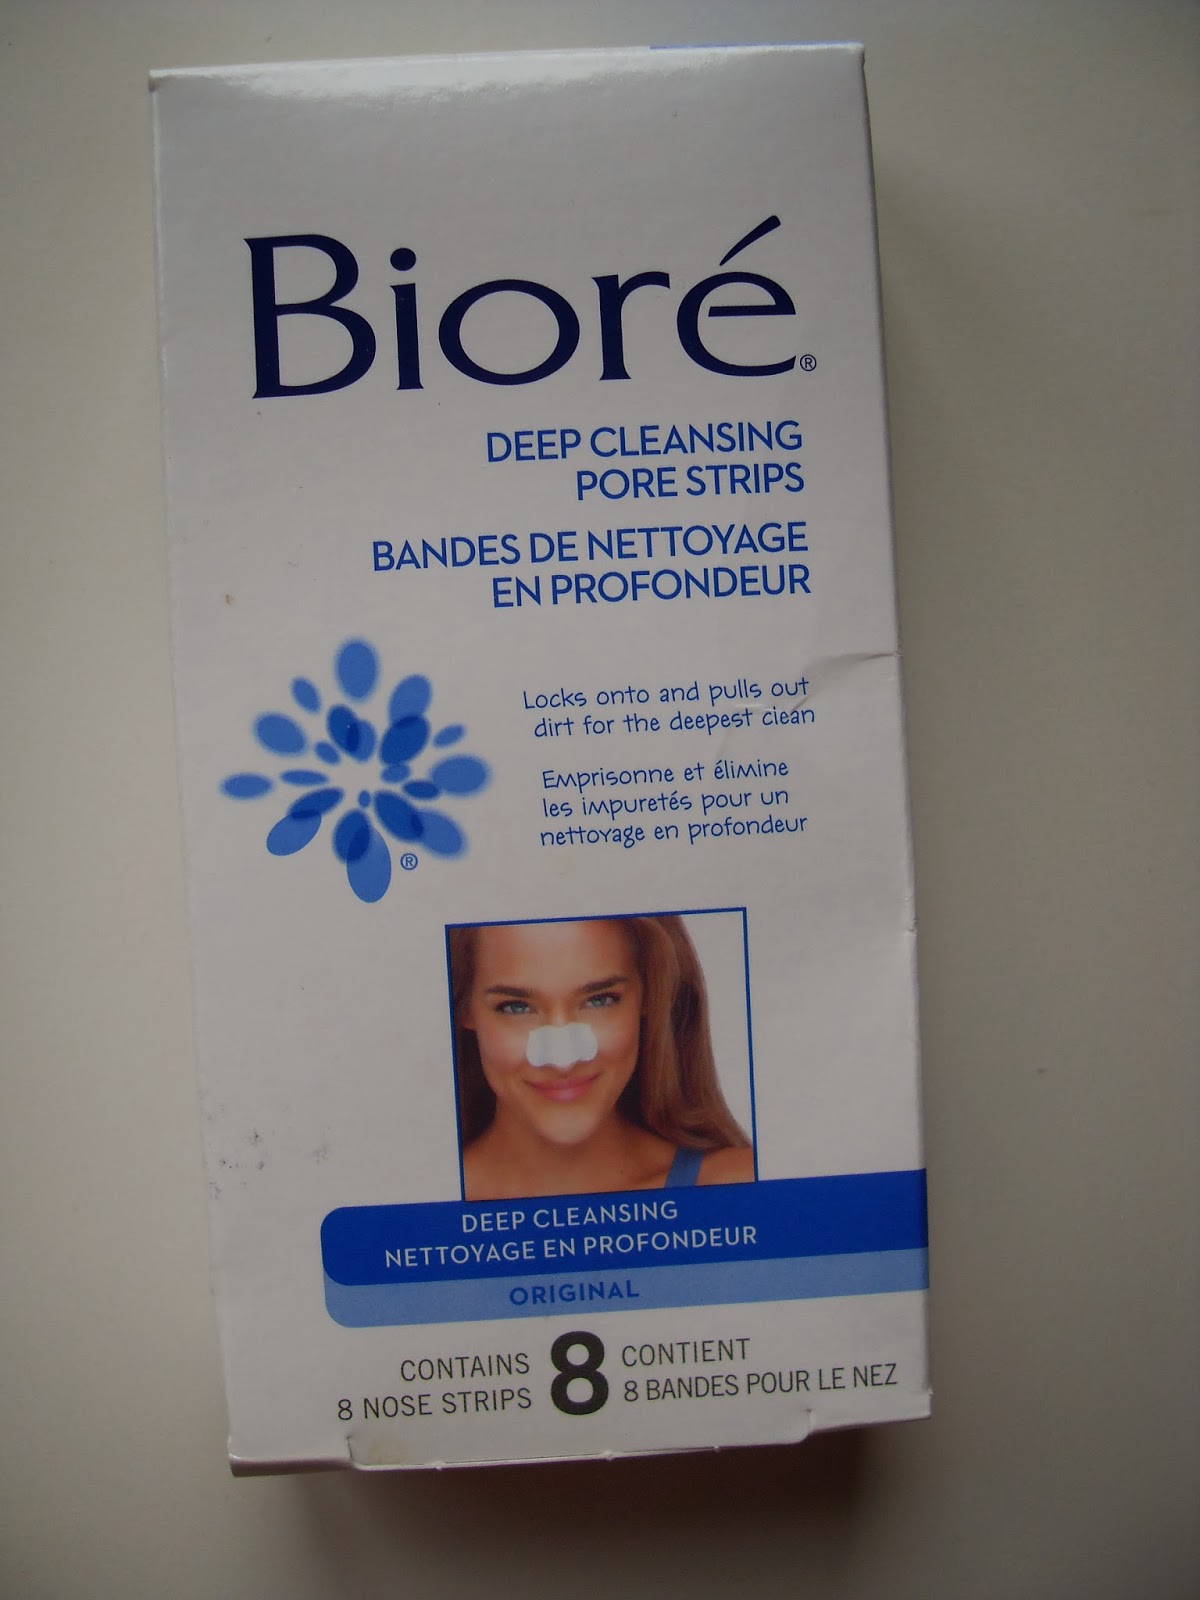 Bioré®
DEEP CLEANSING
PORE STRIPS
BANDES DE NETTOYAGE
EN PROFONDEUR
Locks onto and pulls out
dirt for the deepest clean
Emprisonne et élimine
les impuretés pour un
nettoyage en profondeur
®
DEEP CLEANSING
NETTOYAGE EN PROFONDEUR
ORIGINAL
CONTAINS
8 NOSE STRIPS
8
CONTIENT
8 BANDES POUR LE NEZ